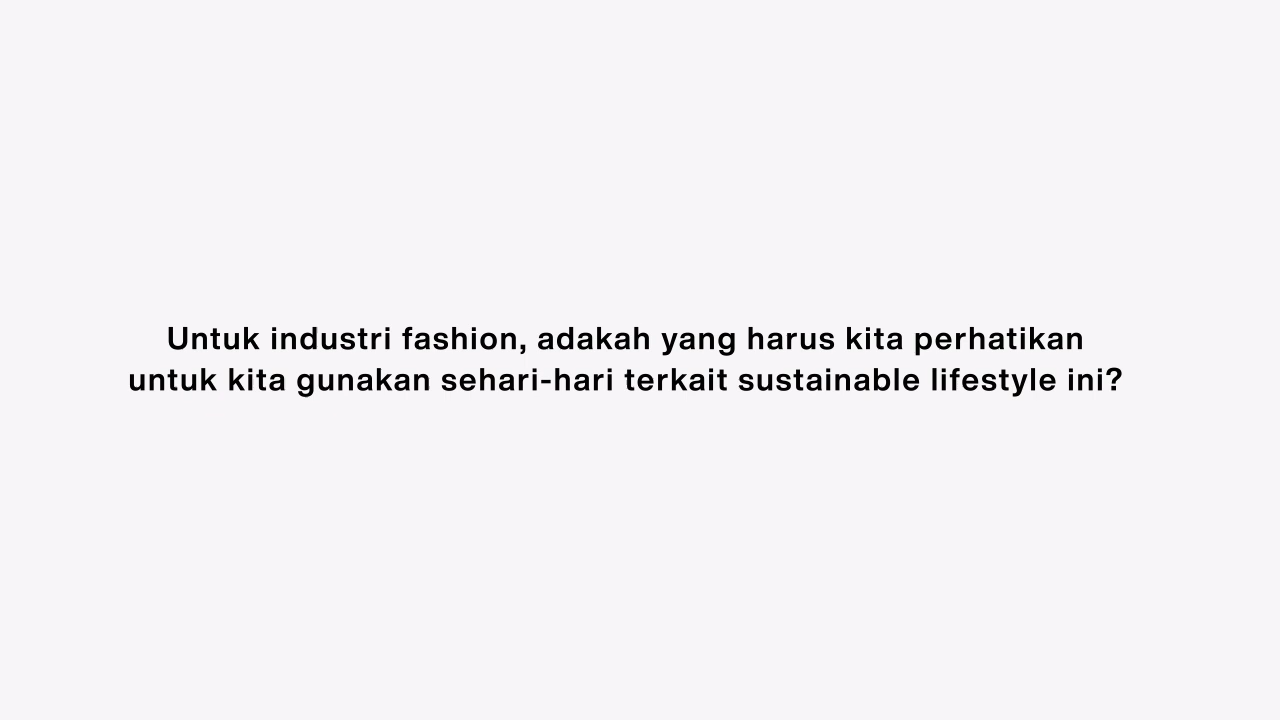 Untuk industri fashion, adakah yang harus kita perhatikan
untuk kita gunakan sehari-hari terkait sustainable lifestyle ini?